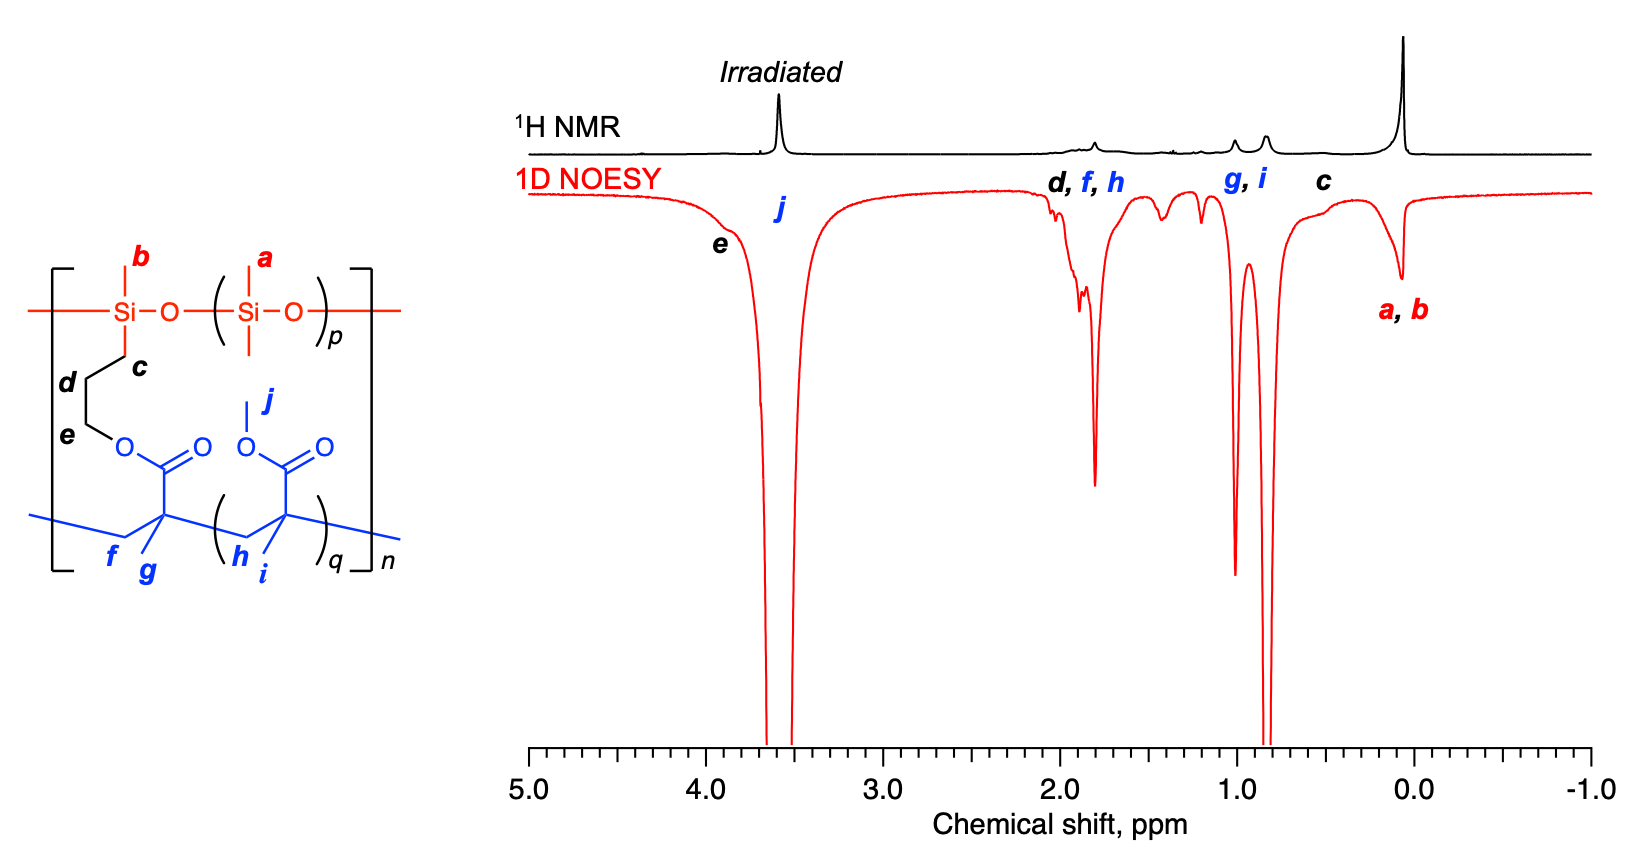 Irradiated
¹H NMR
1D NOESY
j
d, f, h
g, i
c
e
a, b
b
a
Si
O
Si
O
p
c
d
j
e
O
O
O
O
f
g
h
i
q
n
5.0 4.0 3.0 2.0 1.0 0.0 -1.0
Chemical shift, ppm